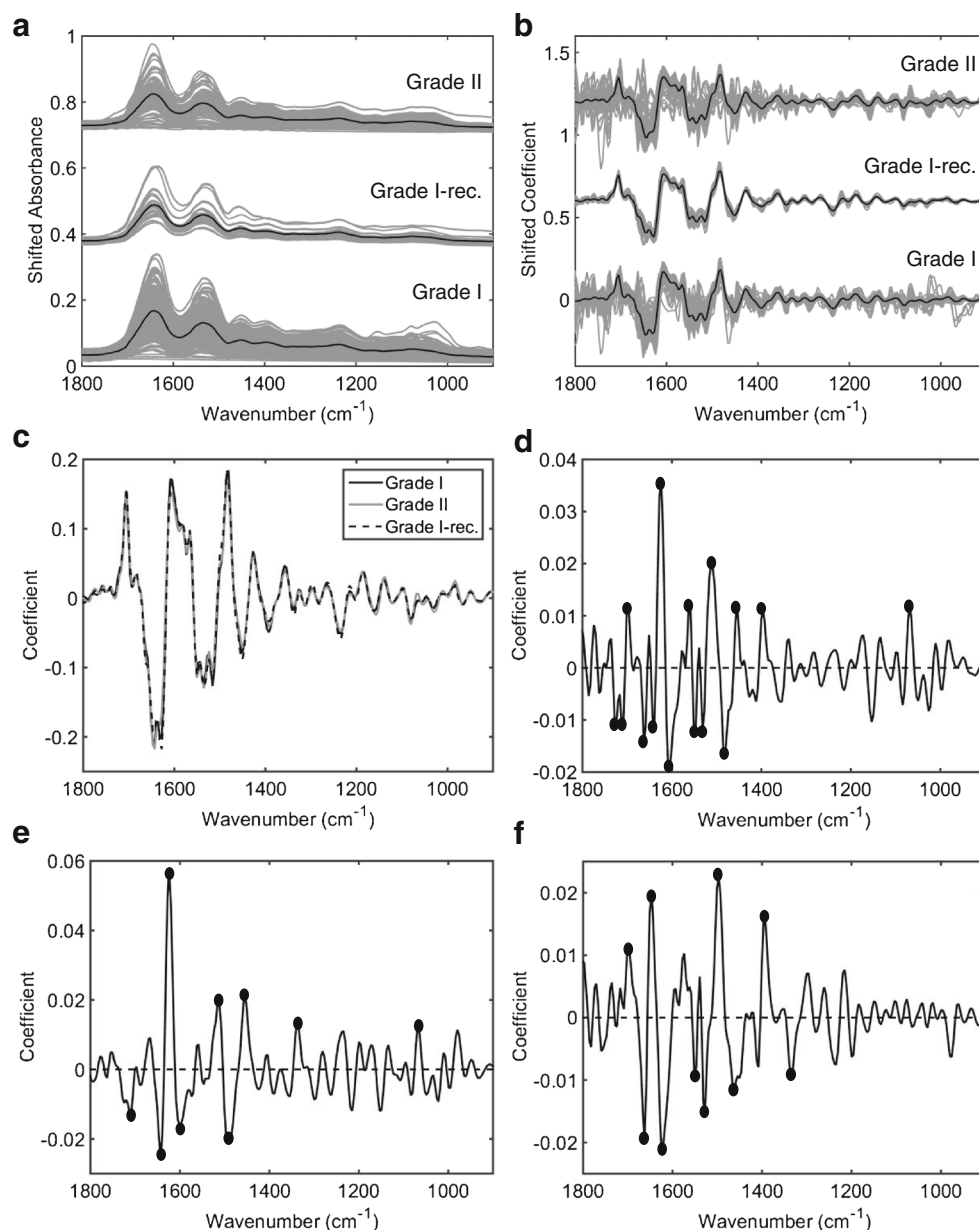 a
1
0.8
0.6
0.4
0.2
0
Shifted Absorbance
Grade II
Grade I-rec.
Grade I
1800 1600 1400 1200 1000
Wavenumber (cm⁻¹)
b
1.5
1
0.5
0
Shifted Coefficient
Grade II
Grade I-rec.
Grade I
1800 1600 1400 1200 1000
Wavenumber (cm⁻¹)
c
0.2
0.1
0
-0.1
-0.2
Coefficient
Grade I
Grade II
Grade I-rec.
1800 1600 1400 1200 1000
Wavenumber (cm⁻¹)
d
0.04
0.03
0.02
0.01
0
-0.01
-0.02
Coefficient
1800 1600 1400 1200 1000
Wavenumber (cm⁻¹)
e
0.06
0.04
0.02
0
-0.02
Coefficient
1800 1600 1400 1200 1000
Wavenumber (cm⁻¹)
f
0.02
0.01
0
-0.01
-0.02
Coefficient
1800 1600 1400 1200 1000
Wavenumber (cm⁻¹)